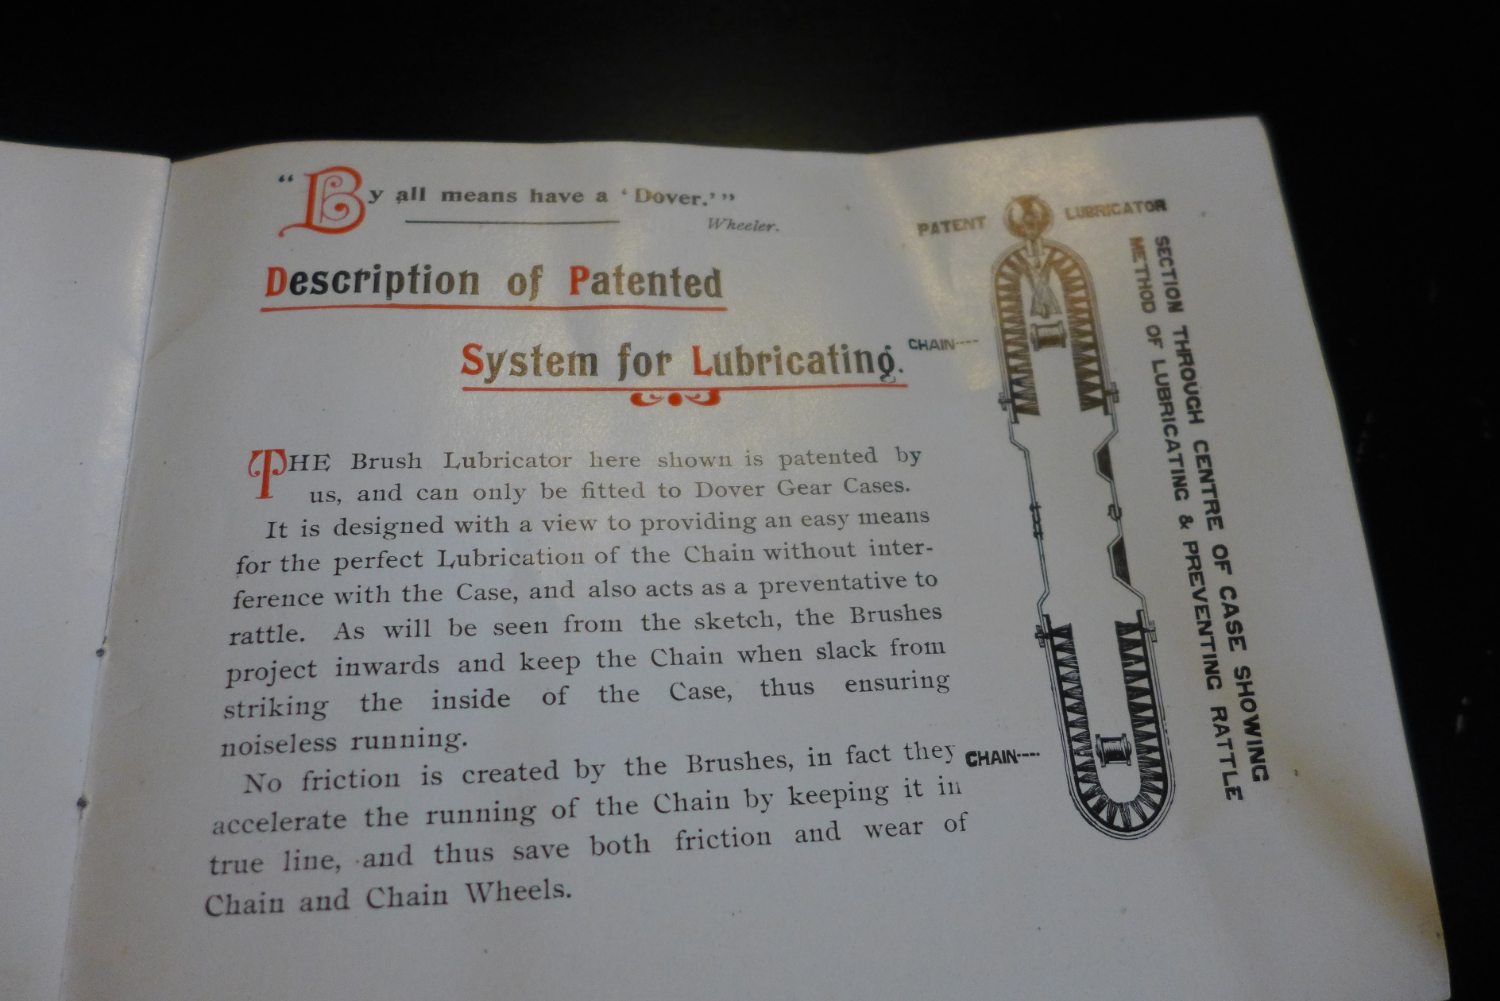 "By all means have a 'Dover.'"
Wheeler.
Description of Patented
System for Lubricating.
THE Brush Lubricator here shown is patented by
us, and can only be fitted to Dover Gear Cases.
It is designed with a view to providing an easy means
for the perfect Lubrication of the Chain without inter-
ference with the Case, and also acts as a preventative to
rattle. As will be seen from the sketch, the Brushes
project inwards and keep the Chain when slack from
striking the inside of the Case, thus ensuring
noiseless running.
No friction is created by the Brushes, in fact they
accelerate the running of the Chain by keeping it in
true line, and thus save both friction and wear of
Chain and Chain Wheels.
PATENT LUBRICATOR
CHAIN----
CHAIN----
SECTION THROUGH CENTRE OF CASE SHOWING
METHOD OF LUBRICATING & PREVENTING RATTLE